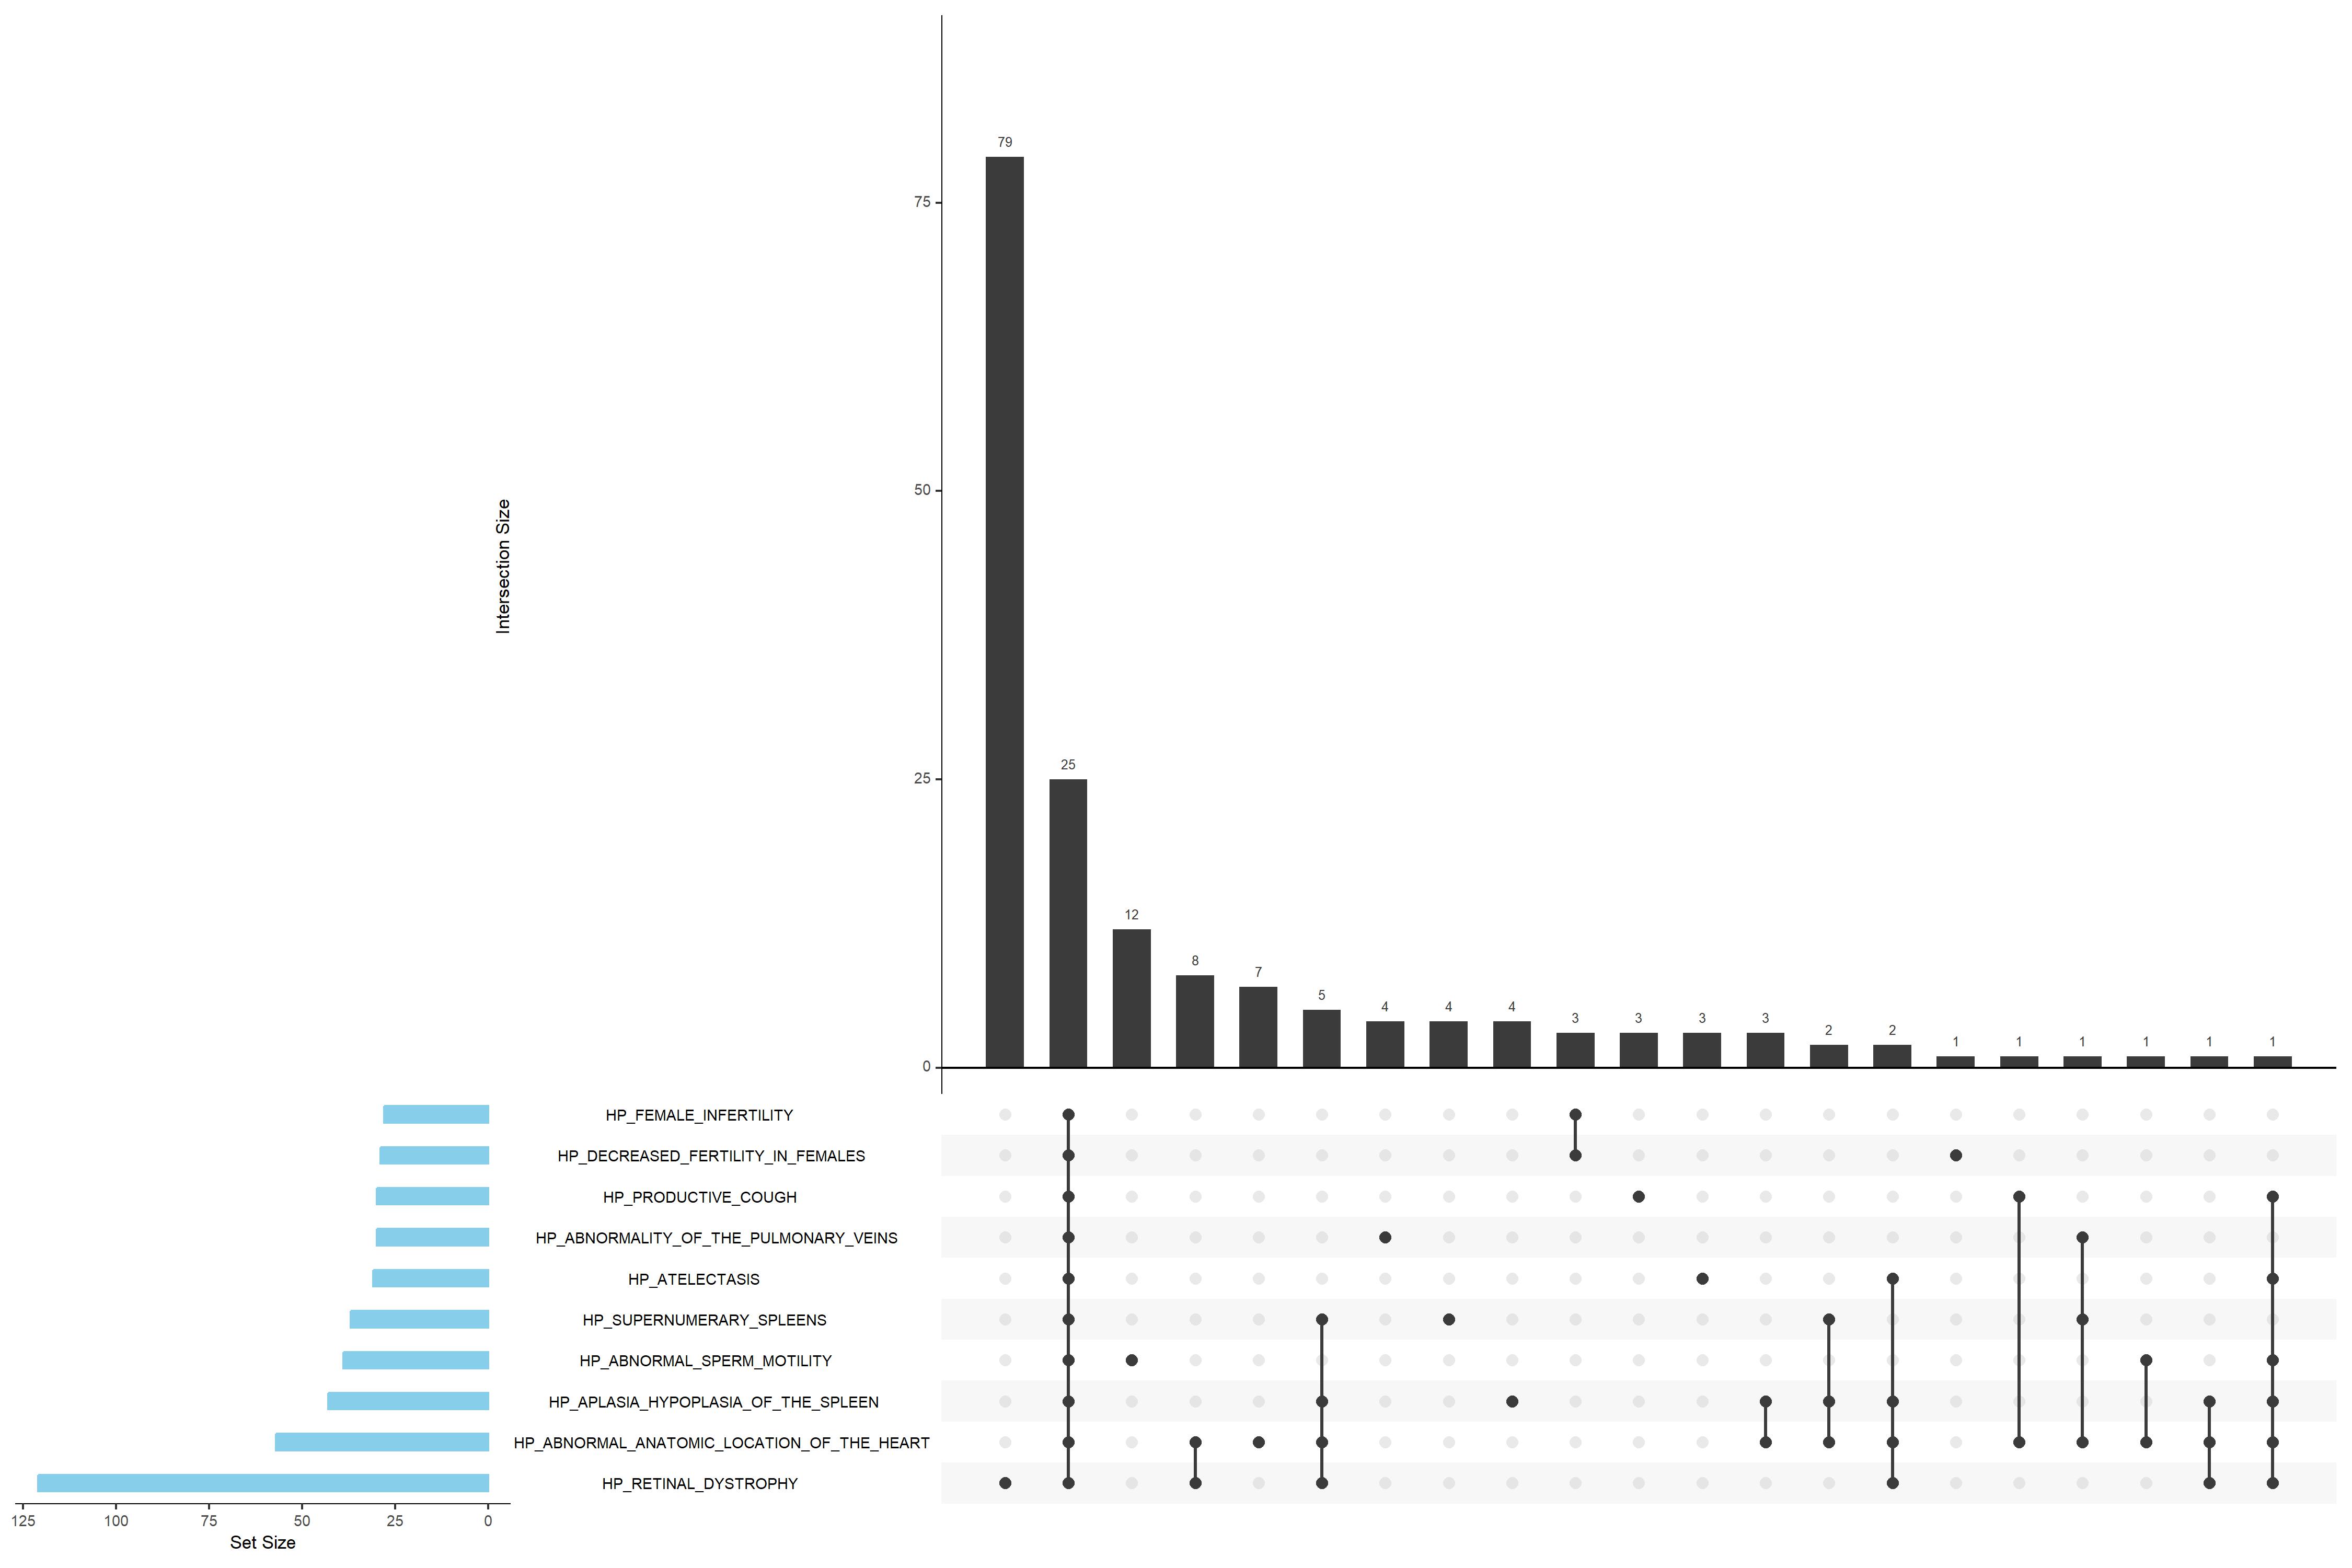 79
75
50
Intersection Size
25
25
12
8
7
5
4
4
4
3
3
3
3
2
2
1
1
1
1
1
1
0
HP_FEMALE_INFERTILITY
HP_DECREASED_FERTILITY_IN_FEMALES
HP_PRODUCTIVE_COUGH
HP_ABNORMALITY_OF_THE_PULMONARY_VEINS
HP_ATELECTASIS
HP_SUPERNUMERARY_SPLEENS
HP_ABNORMAL_SPERM_MOTILITY
HP_APLASIA_HYPOPLASIA_OF_THE_SPLEEN
HP_ABNORMAL_ANATOMIC_LOCATION_OF_THE_HEART
HP_RETINAL_DYSTROPHY
125 100 75 50 25 0
Set Size